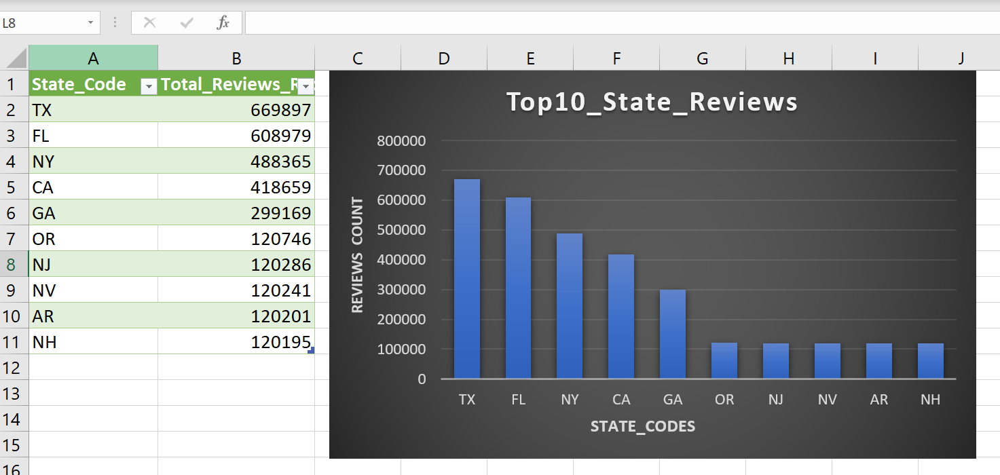 L8 fx
A B C D E F G H I J
1 State_Code Total_Reviews_
2 TX 669897
3 FL 608979
4 NY 488365
5 CA 418659
6 GA 299169
7 OR 120746
8 NJ 120286
9 NV 120241
10 AR 120201
11 NH 120195
12
13
14
15
16
Top10_State_Reviews
800000
700000
600000
500000
400000
300000
200000
100000
0
REVIEWS COUNT
TX FL NY CA GA OR NJ NV AR NH
STATE_CODES